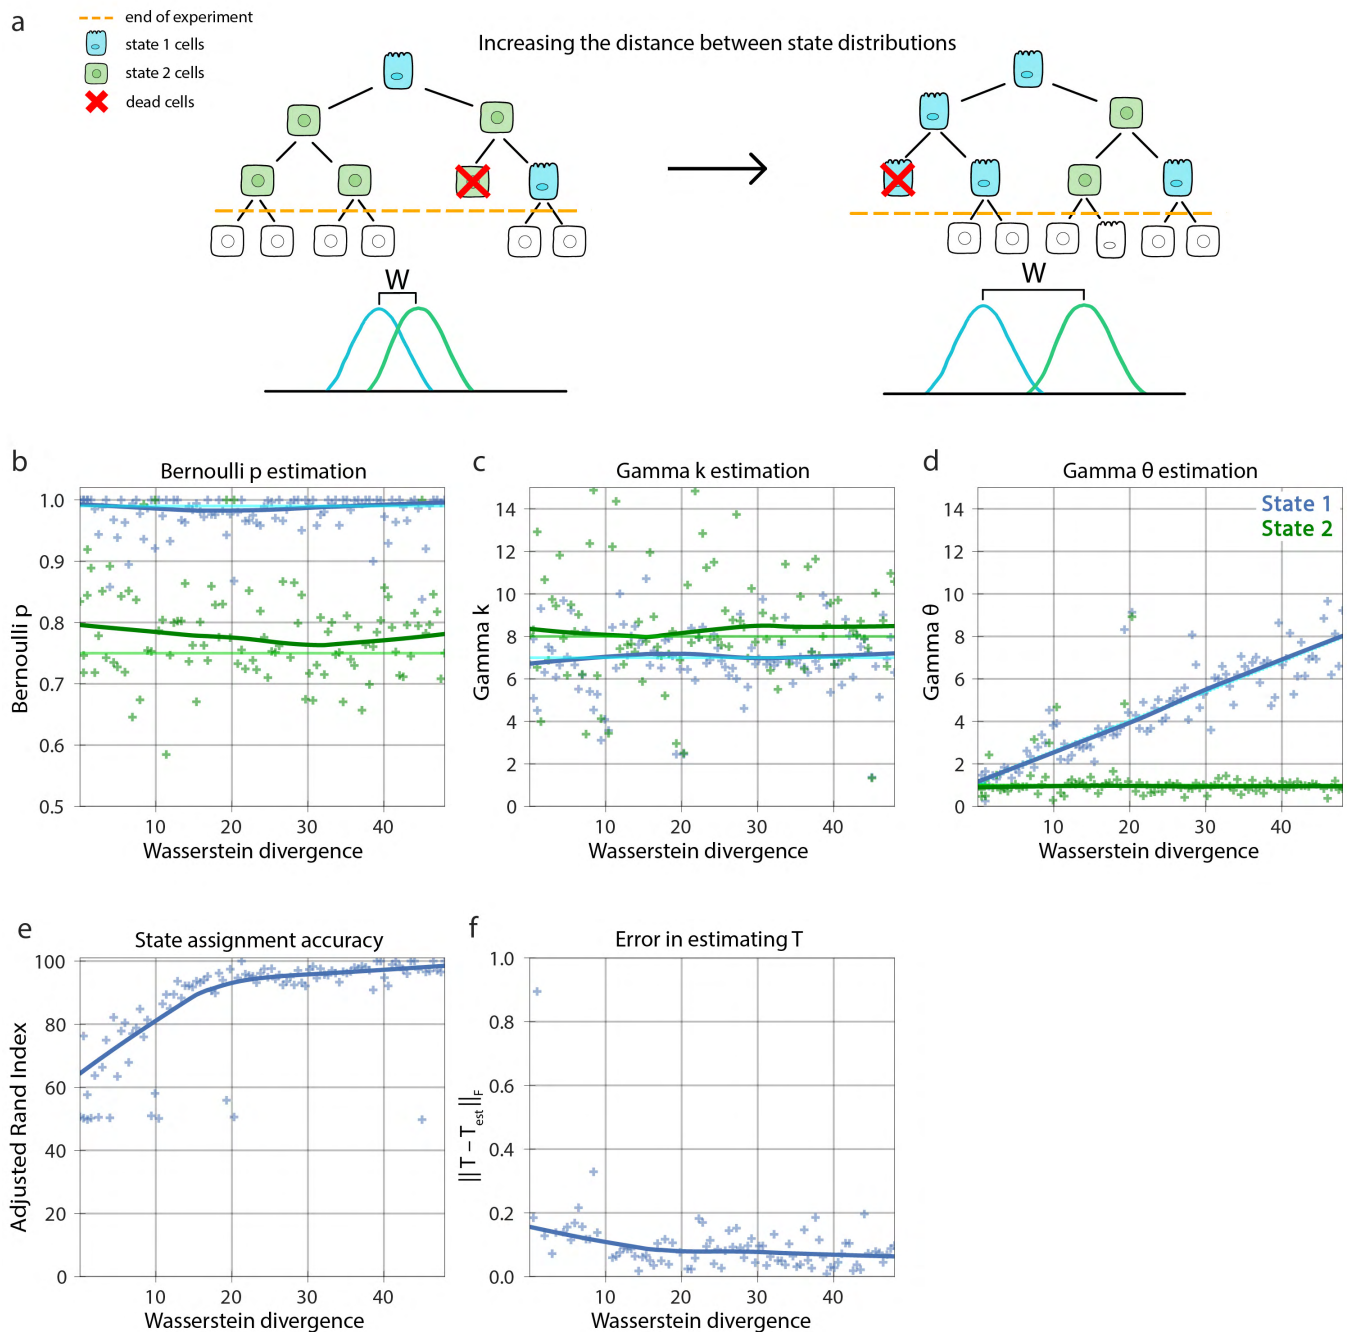 a
end of experiment
state 1 cells
state 2 cells
dead cells
Increasing the distance between state distributions
W
W
b
Bernoulli p estimation
Bernoulli p
1.0
0.9
0.8
0.7
0.6
0.5
10 20 30 40
Wasserstein divergence
c
Gamma k estimation
Gamma k
14
12
10
8
6
4
2
0
10 20 30 40
Wasserstein divergence
d
Gamma θ estimation
State 1
State 2
Gamma θ
14
12
10
8
6
4
2
0
10 20 30 40
Wasserstein divergence
e
State assignment accuracy
Adjusted Rand Index
100
80
60
40
20
0
10 20 30 40
Wasserstein divergence
f
Error in estimating T
||T − Test||F
1.0
0.8
0.6
0.4
0.2
0.0
10 20 30 40
Wasserstein divergence